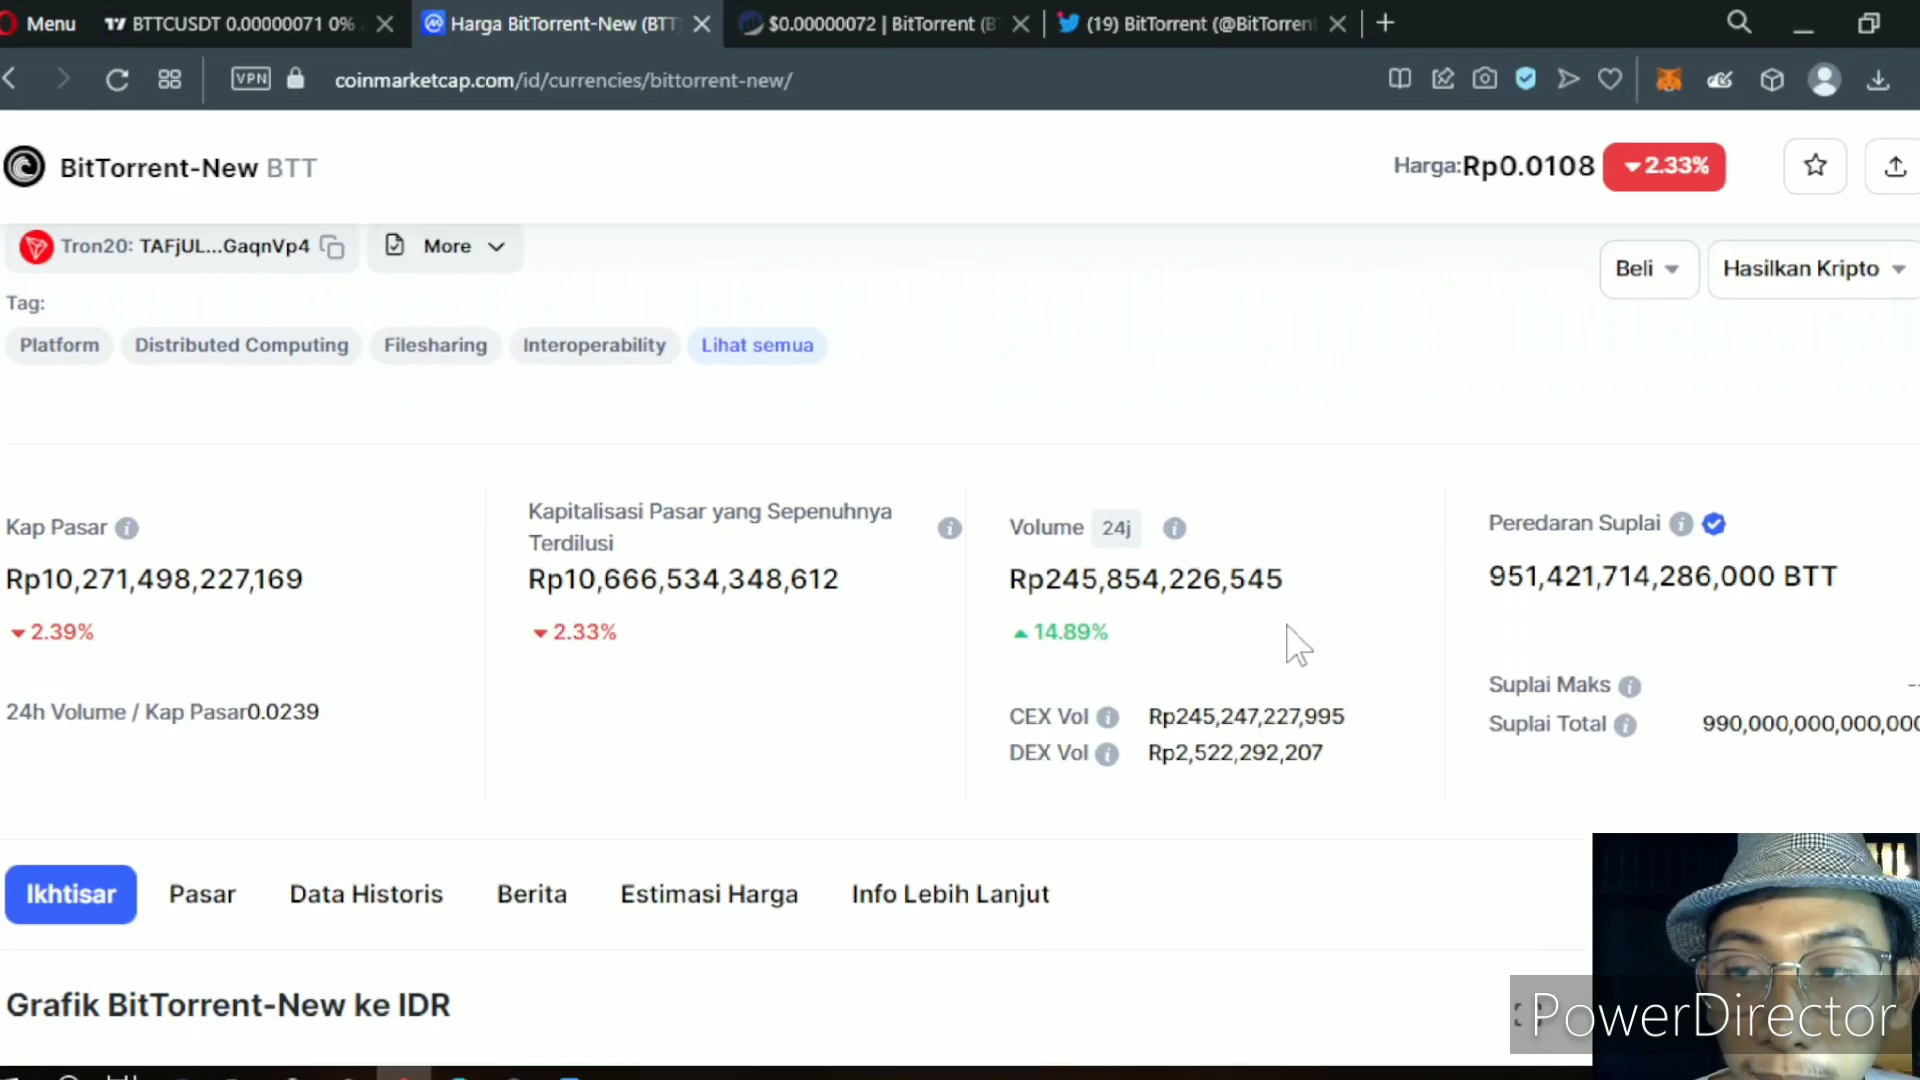 Menu
BTTCUSDT 0.00000071 0%
Harga BitTorrent-New (BTT
$0.00000072 | BitTorrent (B
(19) BitTorrent (@BitTorrent
VPN
coinmarketcap.com/id/currencies/bittorrent-new/
BitTorrent-New BTT
Harga:Rp0.0108
2.33%
Tron20: TAFjUL...GaqnVp4
More
Beli
Hasilkan Kripto
Tag:
Platform
Distributed Computing
Filesharing
Interoperability
Lihat semua
Kap Pasar
Rp10,271,498,227,169
2.39%
24h Volume / Kap Pasar0.0239
Kapitalisasi Pasar yang Sepenuhnya
Terdilusi
Rp10,666,534,348,612
2.33%
Volume 24j
Rp245,854,226,545
14.89%
CEX Vol Rp245,247,227,995
DEX Vol Rp2,522,292,207
Peredaran Suplai
951,421,714,286,000 BTT
Suplai Maks --
Suplai Total 990,000,000,000,000
Ikhtisar
Pasar
Data Historis
Berita
Estimasi Harga
Info Lebih Lanjut
Grafik BitTorrent-New ke IDR
PowerDirector